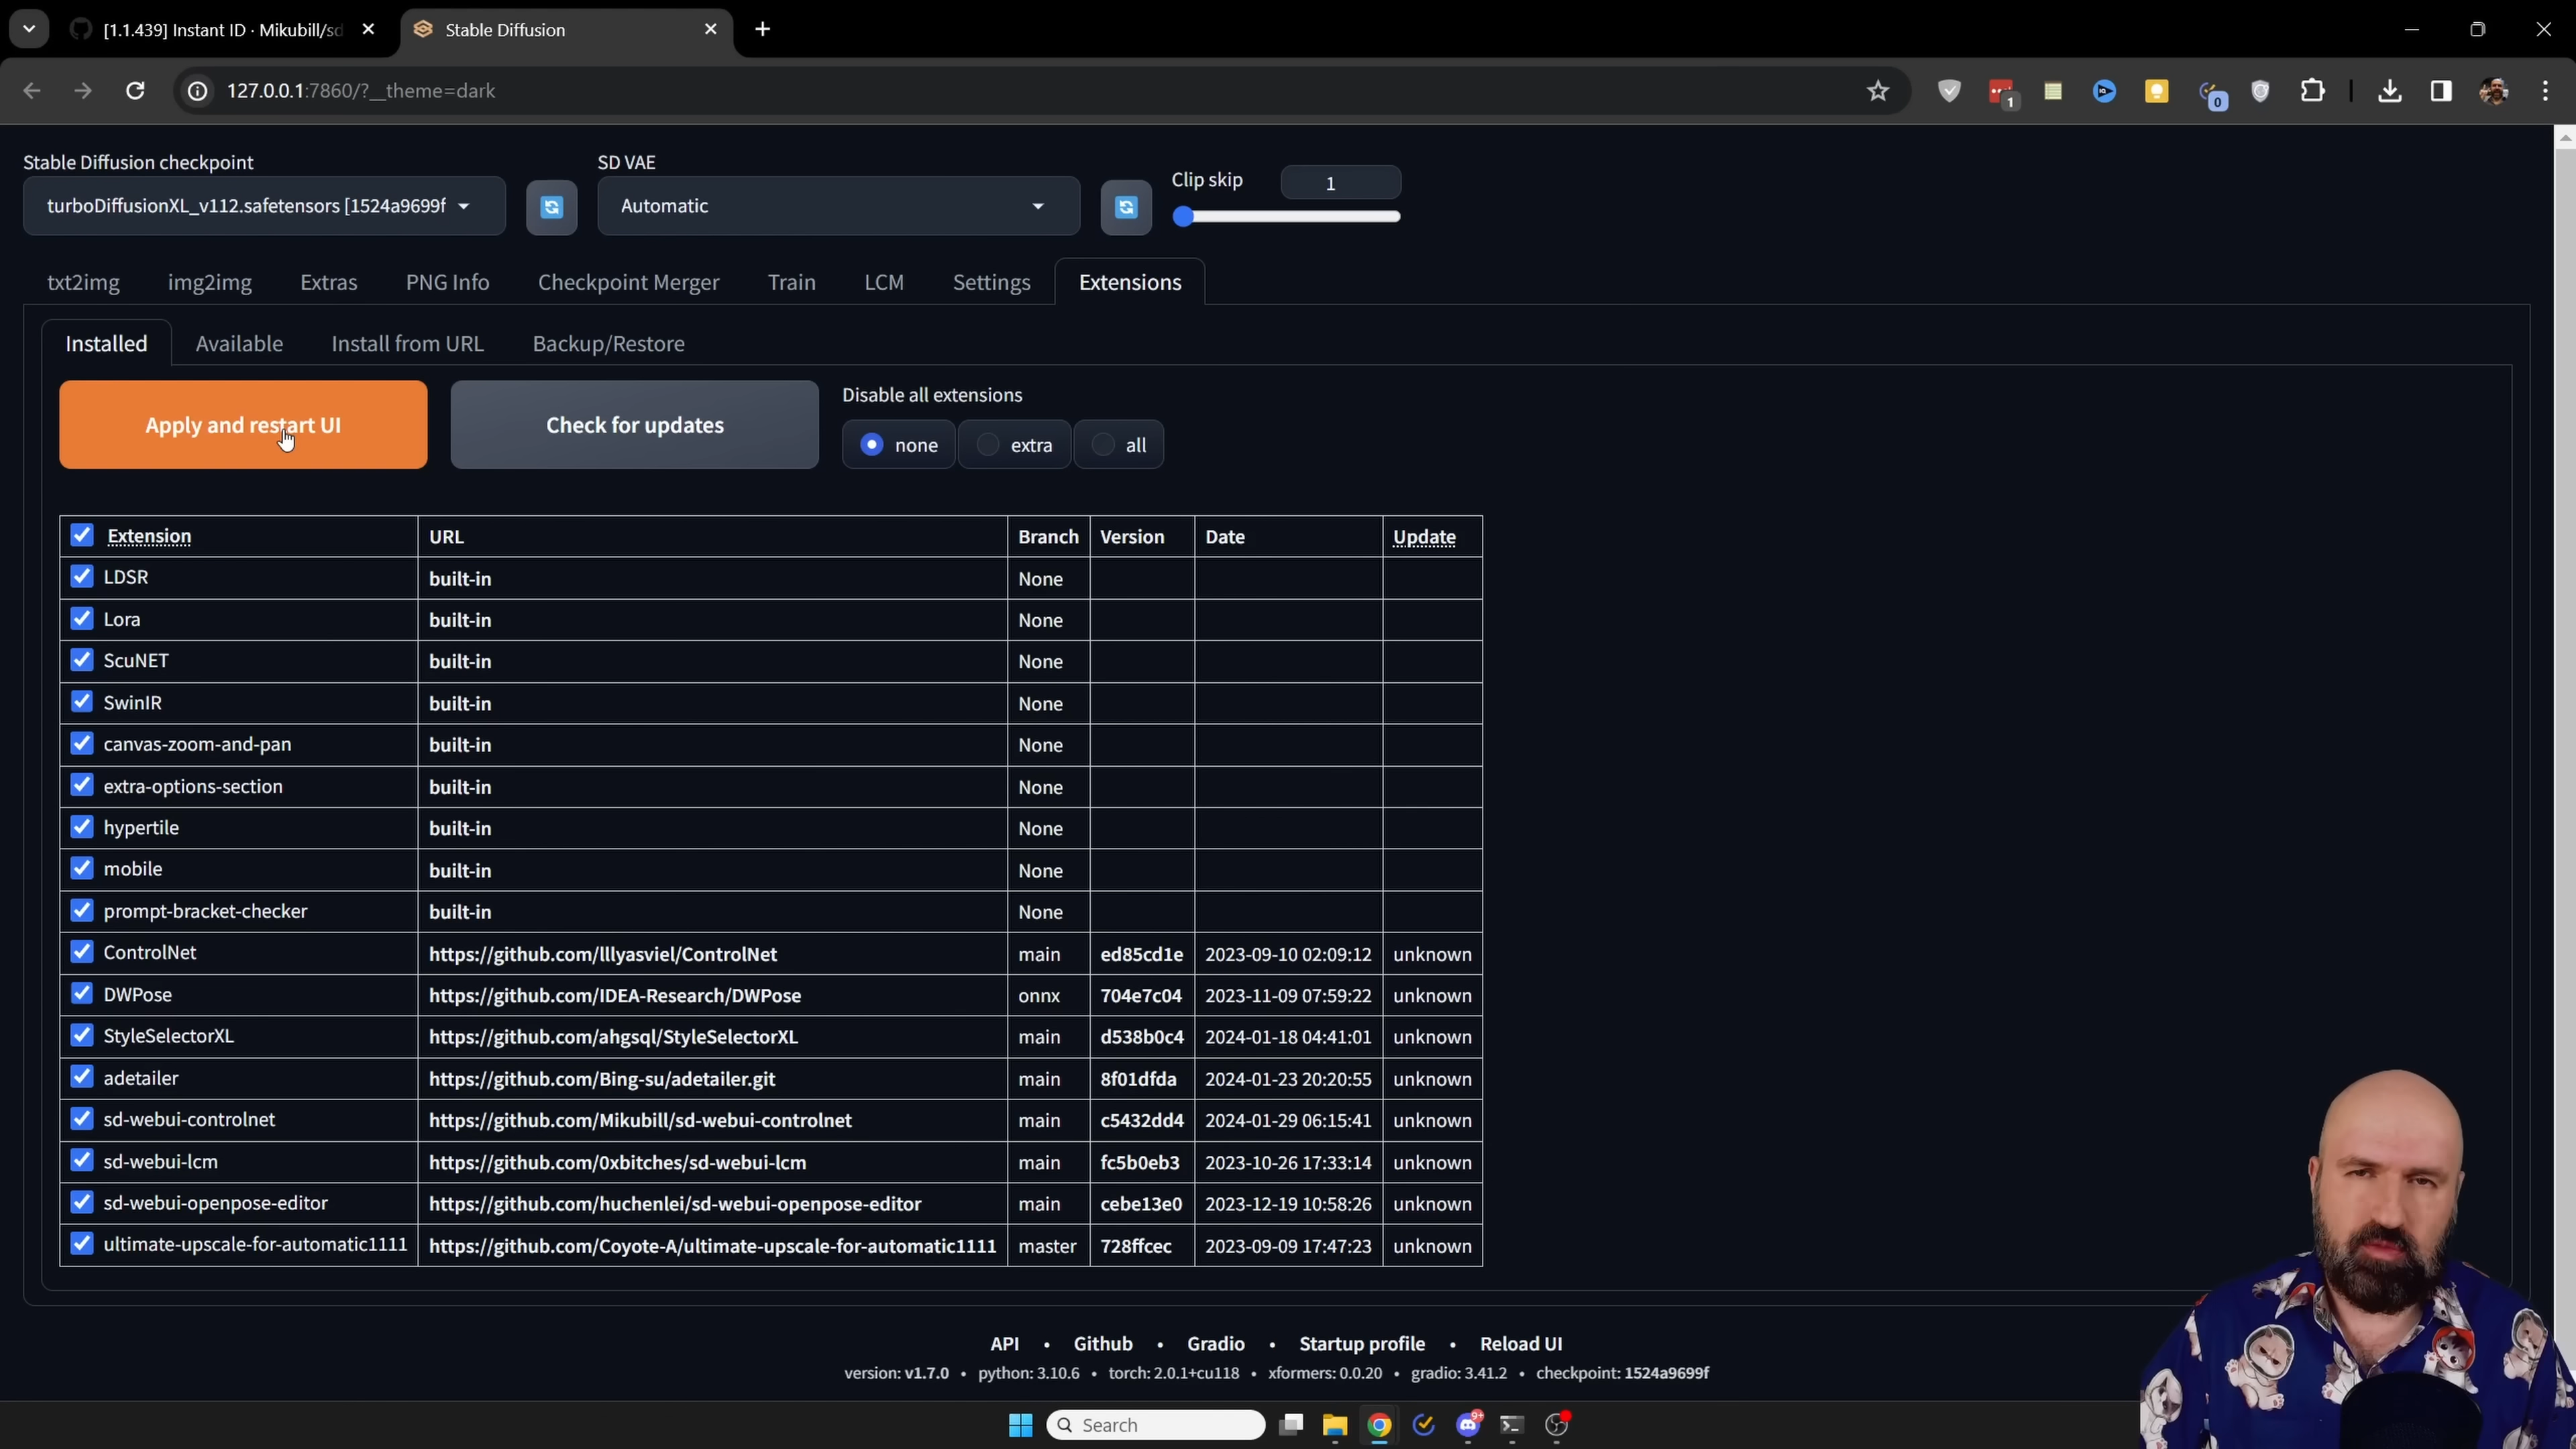 [1.1.439] Instant ID · Mikubill/sd
Stable Diffusion
127.0.0.1:7860/?__theme=dark
1
0
Stable Diffusion checkpoint
SD VAE
Clip skip
1
turboDiffusionXL_v112.safetensors [1524a9699f
Automatic
txt2img
img2img
Extras
PNG Info
Checkpoint Merger
Train
LCM
Settings
Extensions
Installed
Available
Install from URL
Backup/Restore
Apply and restart UI
Check for updates
Disable all extensions
none
extra
all
Extension URL Branch Version Date Update
LDSR built-in None
Lora built-in None
ScuNET built-in None
SwinIR built-in None
canvas-zoom-and-pan built-in None
extra-options-section built-in None
hypertile built-in None
mobile built-in None
prompt-bracket-checker built-in None
ControlNet https://github.com/lllyasviel/ControlNet main ed85cd1e 2023-09-10 02:09:12 unknown
DWPose https://github.com/IDEA-Research/DWPose onnx 704e7c04 2023-11-09 07:59:22 unknown
StyleSelectorXL https://github.com/ahgsql/StyleSelectorXL main d538b0c4 2024-01-18 04:41:01 unknown
adetailer https://github.com/Bing-su/adetailer.git main 8f01dfda 2024-01-23 20:20:55 unknown
sd-webui-controlnet https://github.com/Mikubill/sd-webui-controlnet main c5432dd4 2024-01-29 06:15:41 unknown
sd-webui-lcm https://github.com/0xbitches/sd-webui-lcm main fc5b0eb3 2023-10-26 17:33:14 unknown
sd-webui-openpose-editor https://github.com/huchenlei/sd-webui-openpose-editor main cebe13e0 2023-12-19 10:58:26 unknown
ultimate-upscale-for-automatic1111 https://github.com/Coyote-A/ultimate-upscale-for-automatic1111 master 728ffcec 2023-09-09 17:47:23 unknown
API • Github • Gradio • Startup profile • Reload UI
version: v1.7.0 • python: 3.10.6 • torch: 2.0.1+cu118 • xformers: 0.0.20 • gradio: 3.41.2 • checkpoint: 1524a9699f
Search
9+